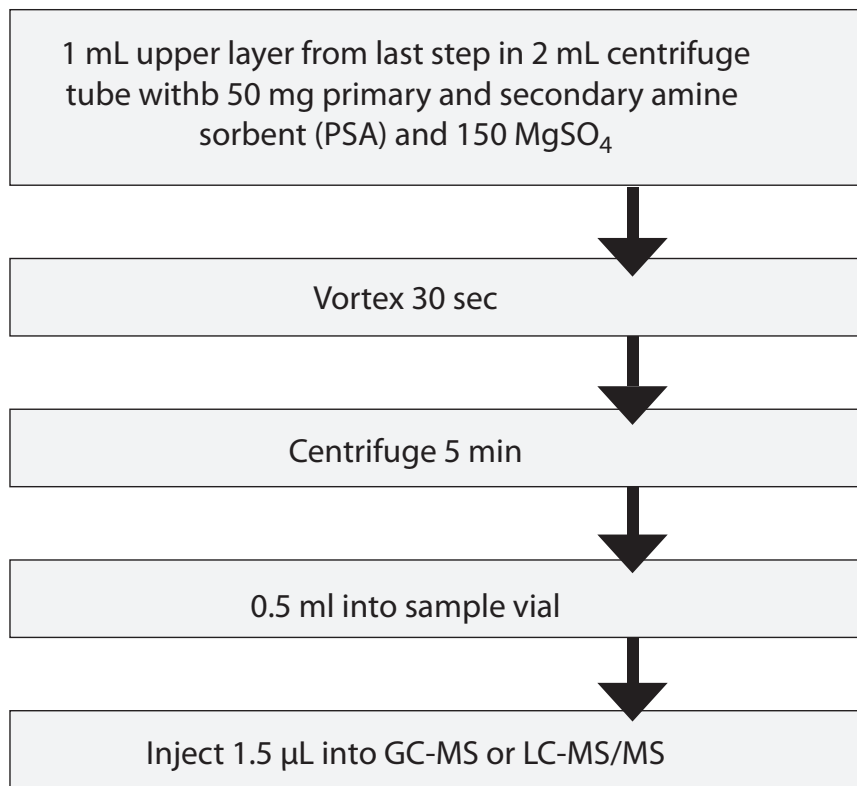 1 mL upper layer from last step in 2 mL centrifuge
tube withb 50 mg primary and secondary amine
sorbent (PSA) and 150 MgSO₄
Vortex 30 sec
Centrifuge 5 min
0.5 ml into sample vial
Inject 1.5 µL into GC-MS or LC-MS/MS